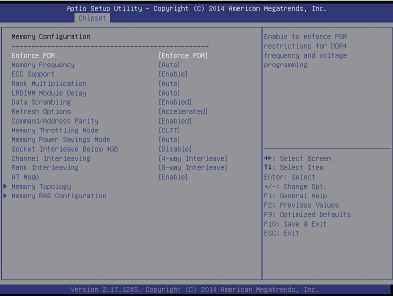 Aptio Setup Utility - Copyright (C) 2014 American Megatrends, Inc.
Chipset
Memory Configuration
Enforce POR [Enforce POR]
Memory Frequency [Auto]
ECC Support [Enable]
Rank Multiplication [Auto]
LRDIMM Module Delay [Auto]
Data Scrambling [Enabled]
Refresh Options [Accelerated]
Command/Address Parity [Enabled]
Memory Throttling Mode [CLTT]
Memory Power Savings Mode [Auto]
Socket Interleave Below 4GB [Disable]
Channel Interleaving [4-way Interleave]
Rank Interleaving [8-way Interleave]
A7 Mode [Enable]
Memory Topology
Memory RAS Configuration
Enable to enforce POR
restrictions for DDR4
frequency and voltage
programming
: Select Screen
: Select Item
Enter: Select
+/-: Change Opt.
F1: General Help
F2: Previous Values
F9: Optimized Defaults
F10: Save & Exit
ESC: Exit
Version 2.17.1245. Copyright (C) 2014 American Megatrends, Inc.